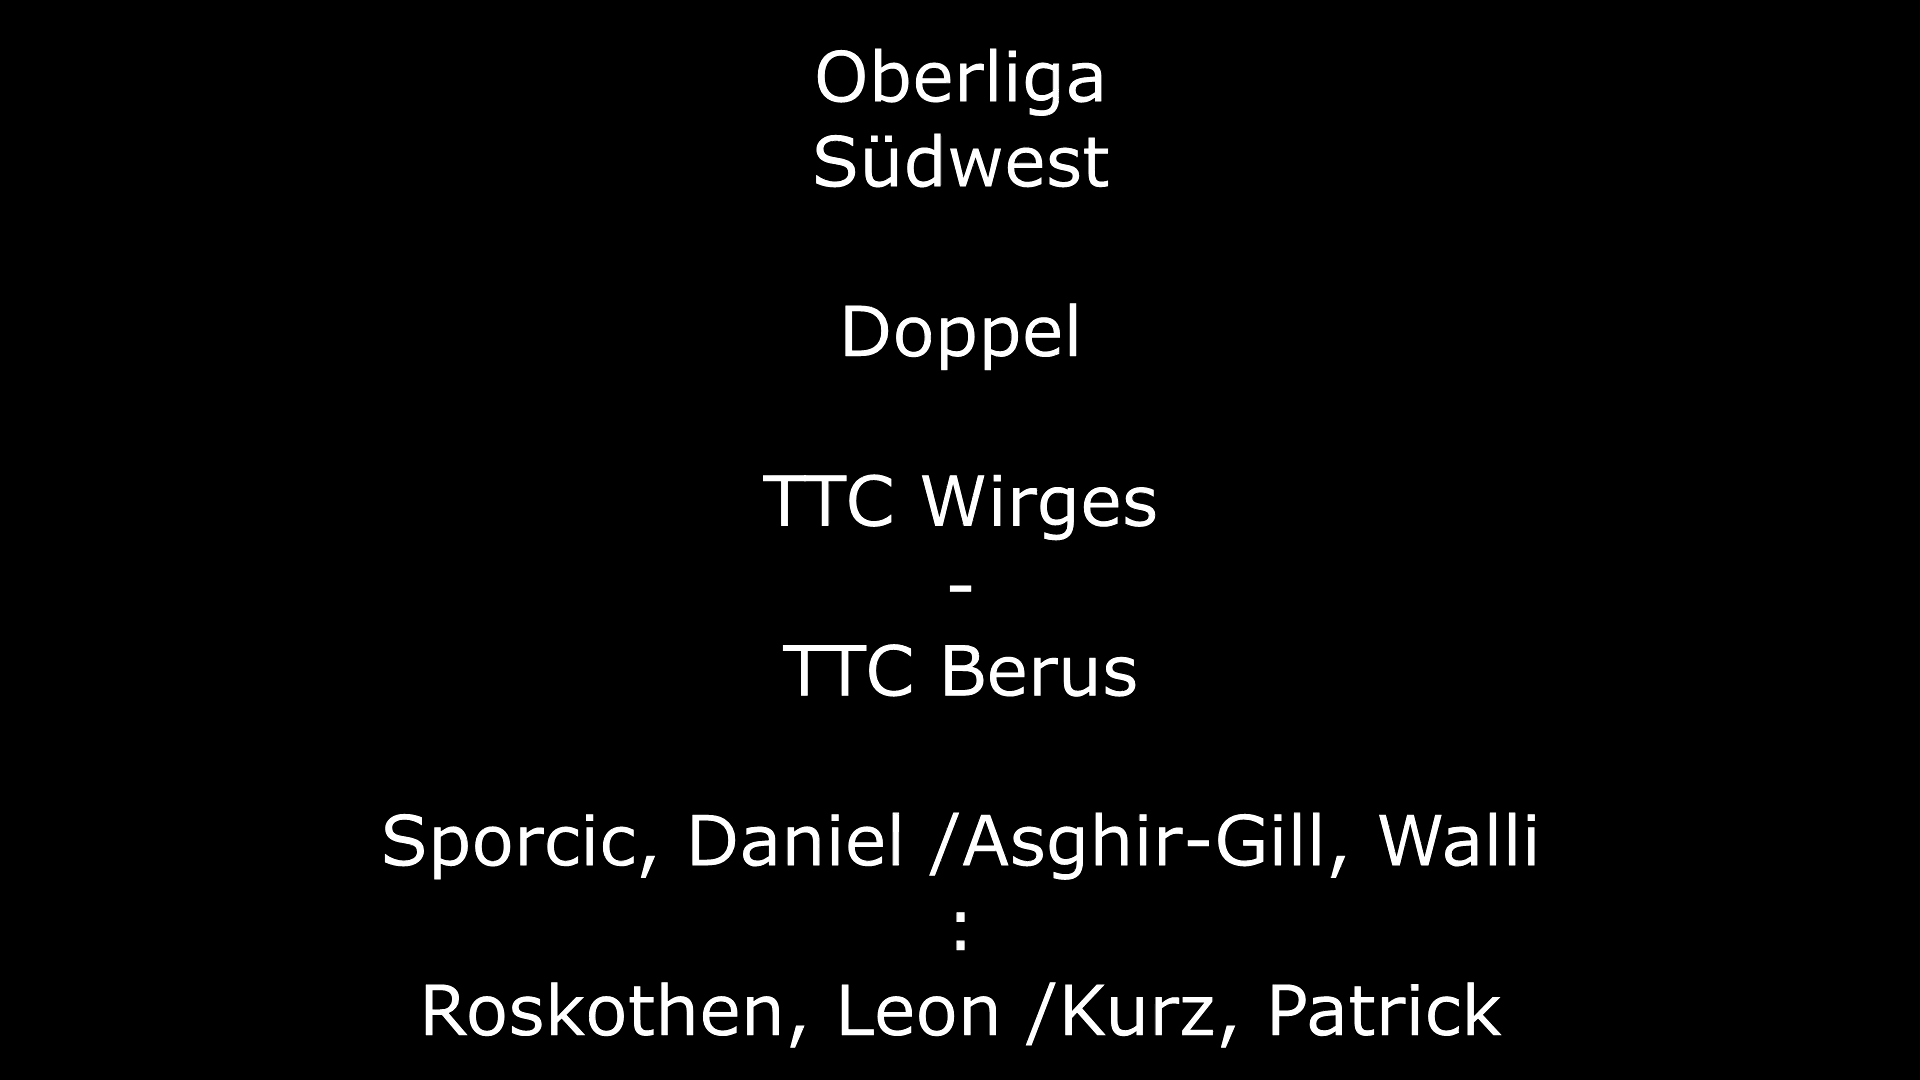 Oberliga
Südwest
Doppel
TTC Wirges
-
TTC Berus
Sporcic, Daniel /Asghir-Gill, Walli
:
Roskothen, Leon /Kurz, Patrick